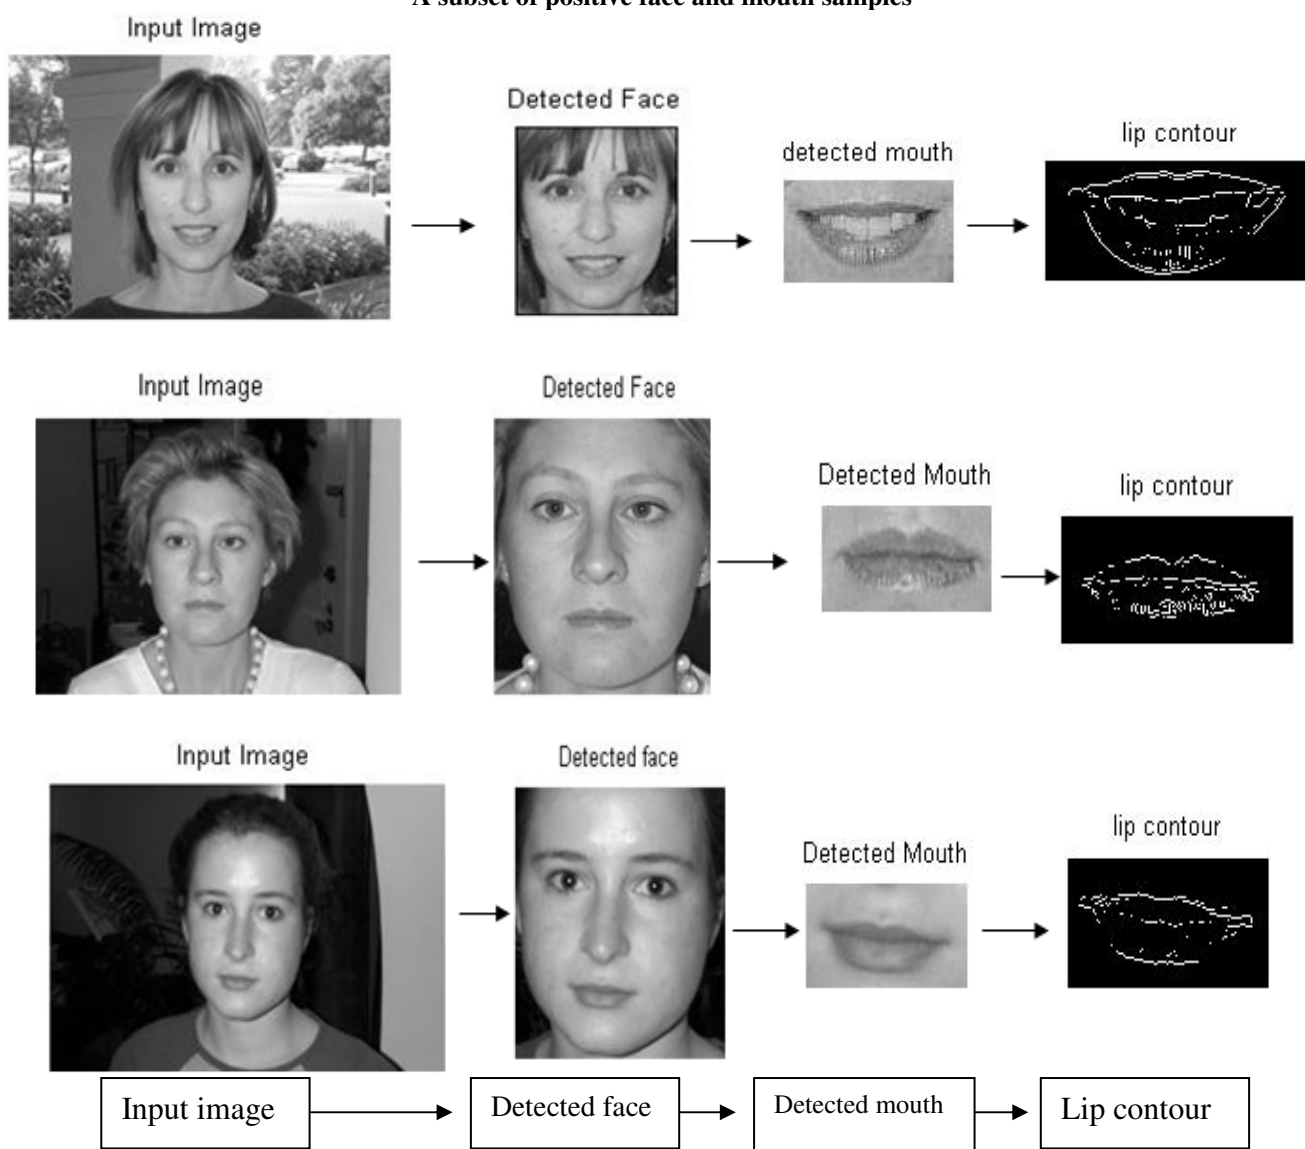 A subset of positive face and mouth samples
Input Image
Detected Face
detected mouth
lip contour
Input Image
Detected Face
Detected Mouth
lip contour
Input Image
Detected face
Detected Mouth
lip contour
Input image
Detected face
Detected mouth
Lip contour